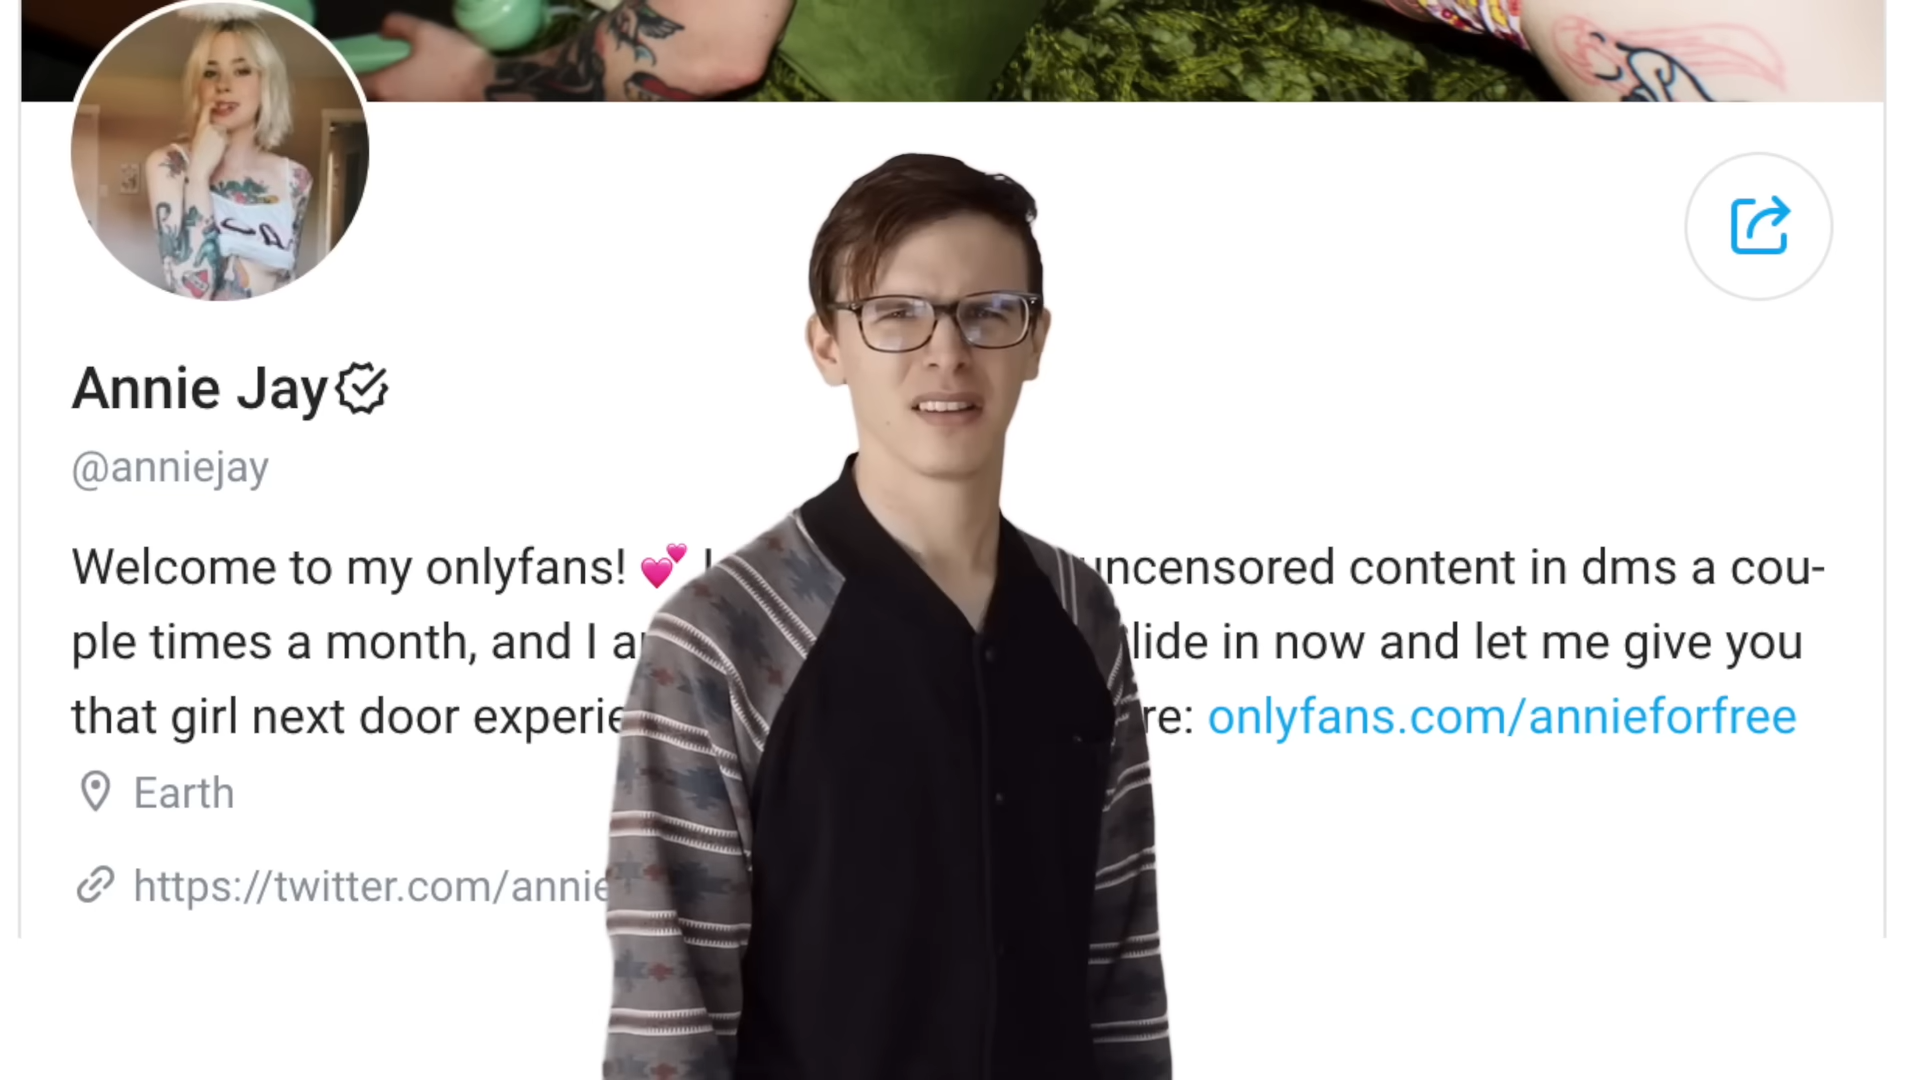 Annie Jay
@anniejay
Welcome to my onlyfans! 💕 uncensored content in dms a cou-
ple times a month, and I lide in now and let me give you
that girl next door experie re: onlyfans.com/annieforfree
Earth
https://twitter.com/annie